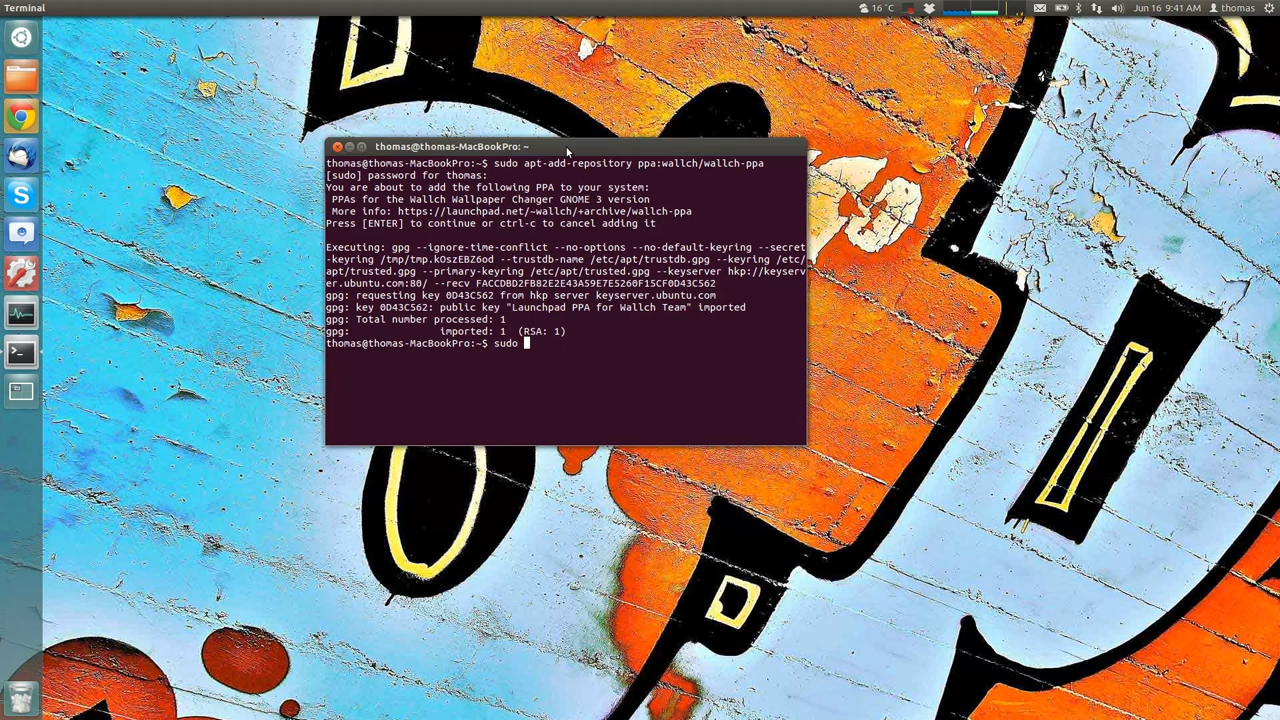 Terminal
16 °C
Jun 16 9:41 AM
thomas
thomas@thomas-MacBookPro: ~
thomas@thomas-MacBookPro:~$ sudo apt-add-repository ppa:wallch/wallch-ppa
[sudo] password for thomas:
You are about to add the following PPA to your system:
PPAs for the Wallch Wallpaper Changer GNOME 3 version
More info: https://launchpad.net/~wallch/+archive/wallch-ppa
Press [ENTER] to continue or ctrl-c to cancel adding it
Executing: gpg --ignore-time-conflict --no-options --no-default-keyring --secret
-keyring /tmp/tmp.kOszEBZ6od --trustdb-name /etc/apt/trustdb.gpg --keyring /etc/
apt/trusted.gpg --primary-keyring /etc/apt/trusted.gpg --keyserver hkp://keyserv
er.ubuntu.com:80/ --recv FACCDBD2FB82E2E43A59E7E5260F15CF0D43C562
gpg: requesting key 0D43C562 from hkp server keyserver.ubuntu.com
gpg: key 0D43C562: public key "Launchpad PPA for Wallch Team" imported
gpg: Total number processed: 1
gpg: imported: 1 (RSA: 1)
thomas@thomas-MacBookPro:~$ sudo